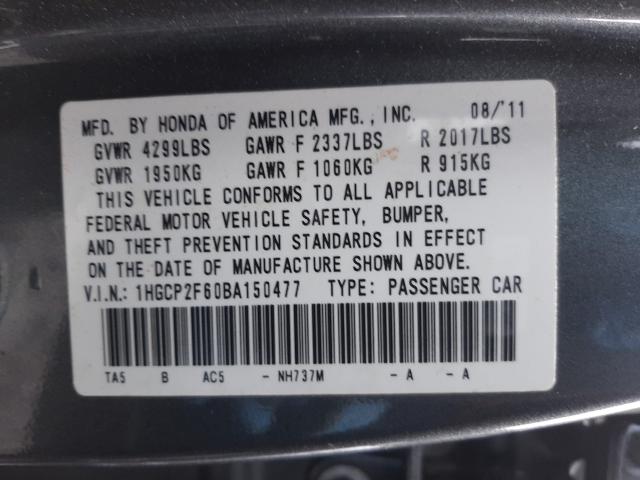 MFD. BY HONDA OF AMERICA MFG., INC. 08/'11
GVWR 4299LBS GAWR F 2337LBS R 2017LBS
GVWR 1950KG GAWR F 1060KG R 915KG
THIS VEHICLE CONFORMS TO ALL APPLICABLE
FEDERAL MOTOR VEHICLE SAFETY, BUMPER,
AND THEFT PREVENTION STANDARDS IN EFFECT
ON THE DATE OF MANUFACTURE SHOWN ABOVE.
V.I.N.: 1HGCP2F60BA150477 TYPE: PASSENGER CAR
TA5 B AC5 - NH737M - A - A